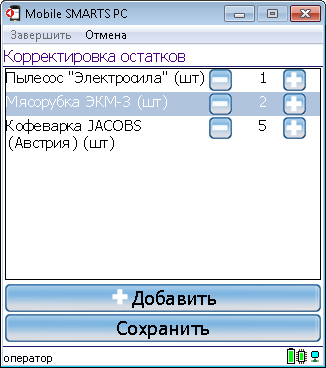 Mobile SMARTS PC
Завершить Отмена
Корректировка остатков
Пылесос "Электросила" (шт) 1
Мясорубка ЭКМ-3 (шт) 2
Кофеварка JACOBS 5
(Австрия) (шт)
Добавить
Сохранить
оператор